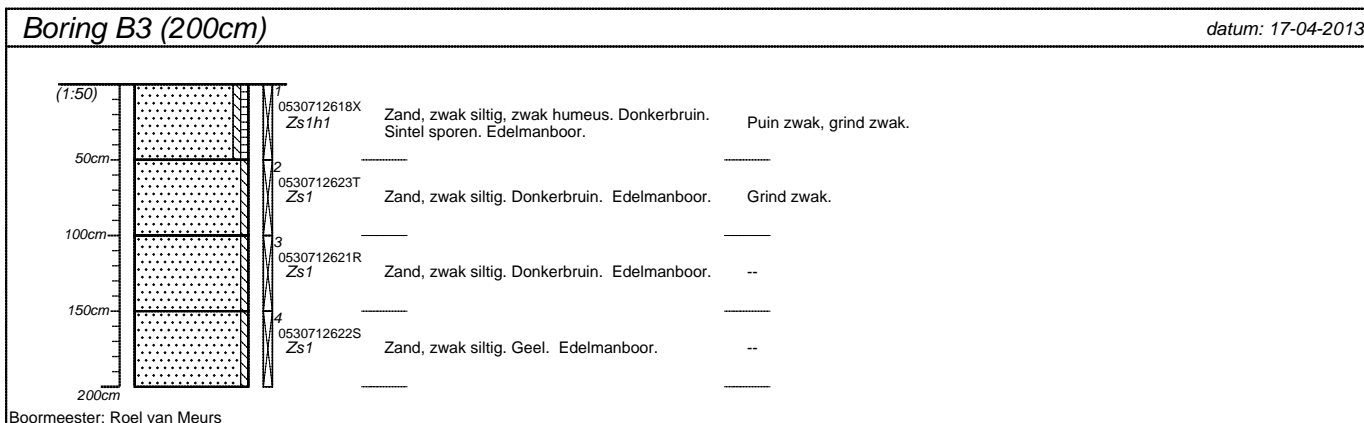 Boring B3 (200cm)
datum: 17-04-2013
(1:50)
1
0530712618X
Zs1h1
Zand, zwak siltig, zwak humeus. Donkerbruin.
Sintel sporen. Edelmanboor.
Puin zwak, grind zwak.
50cm
2
0530712623T
Zs1
Zand, zwak siltig. Donkerbruin. Edelmanboor.
Grind zwak.
100cm
3
0530712621R
Zs1
Zand, zwak siltig. Donkerbruin. Edelmanboor.
--
150cm
4
0530712622S
Zs1
Zand, zwak siltig. Geel. Edelmanboor.
--
200cm
Boormeester: Roel van Meurs